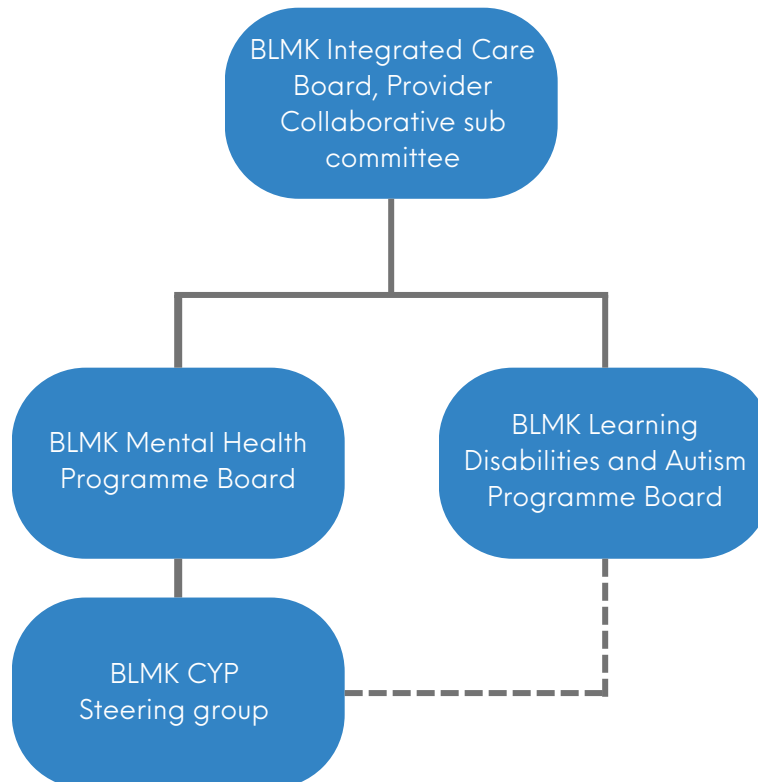 BLMK Integrated Care
Board, Provider
Collaborative sub
committee
BLMK Mental Health
Programme Board
BLMK Learning
Disabilities and Autism
Programme Board
BLMK CYP
Steering group